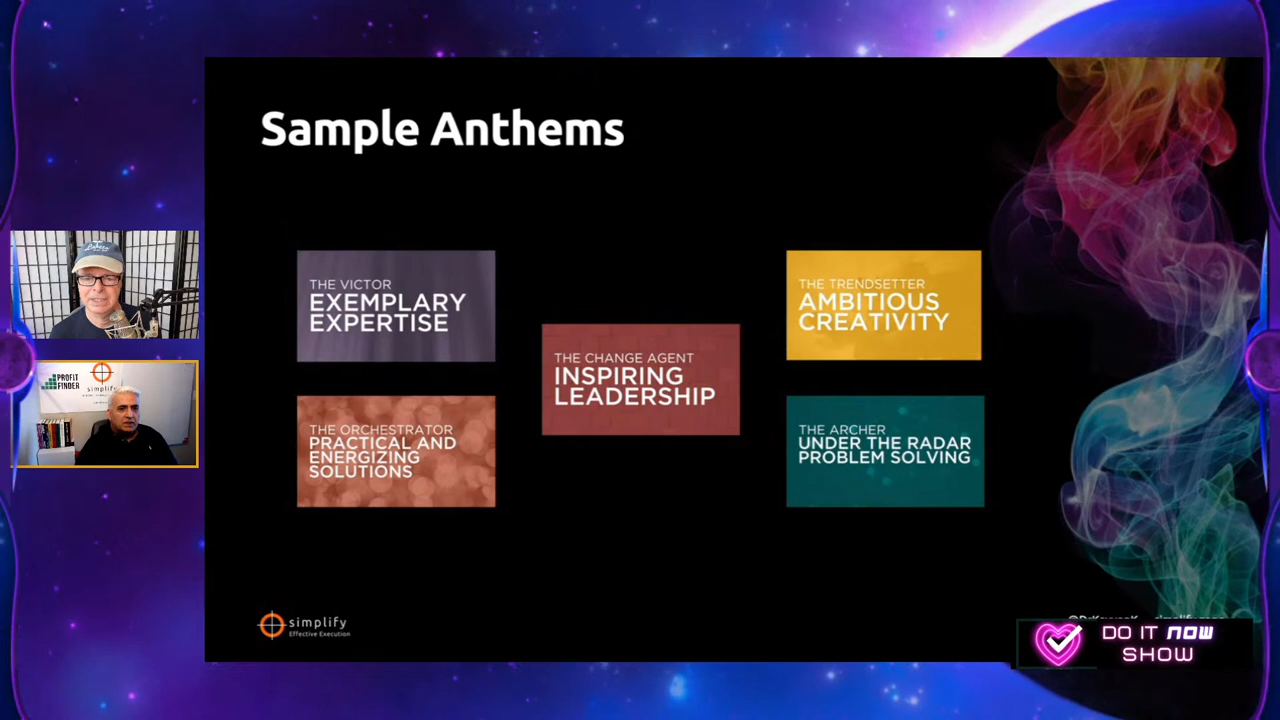 Sample Anthems
THE VICTOR
EXEMPLARY
EXPERTISE
THE TRENDSETTER
AMBITIOUS
CREATIVITY
THE CHANGE AGENT
INSPIRING
LEADERSHIP
THE ORCHESTRATOR
PRACTICAL AND
ENERGIZING
SOLUTIONS
THE ARCHER
UNDER THE RADAR
PROBLEM SOLVING
PROFIT
FINDER
simplify
simplify
Effective Execution
DO IT NOW
SHOW